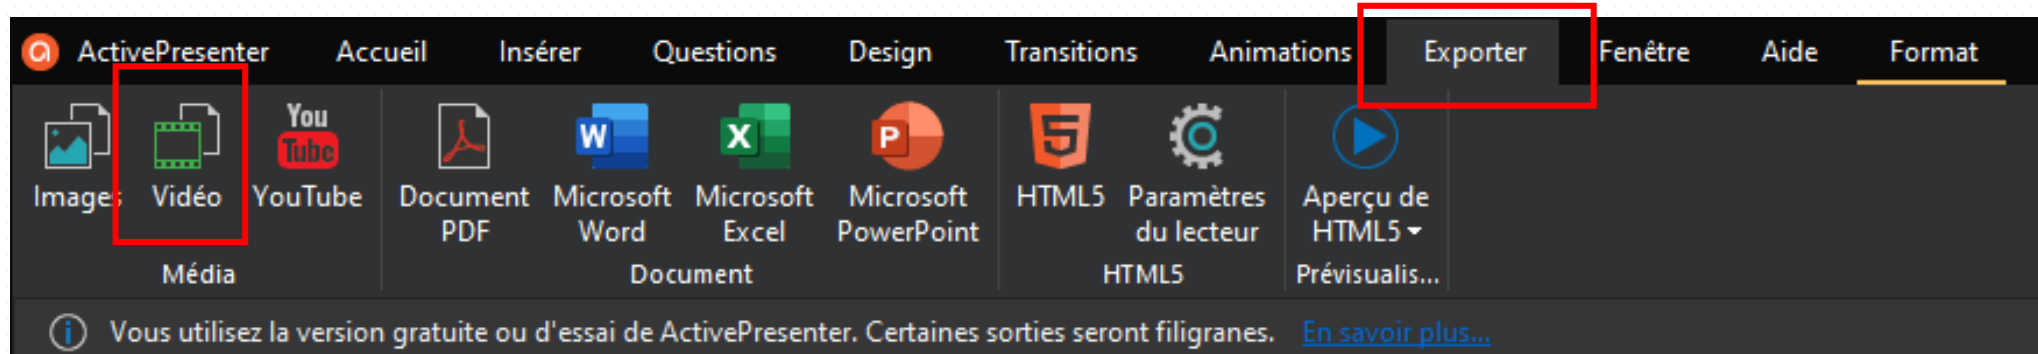 ActivePresenter Accueil Insérer Questions Design Transitions Animations Exporter Fenêtre Aide Format
You
Tube
W X P 5
Images Vidéo YouTube Document PDF Microsoft Word Microsoft Excel Microsoft PowerPoint HTML5 Paramètres du lecteur Aperçu de HTML5
Média Document HTML5 Prévisualis...
Vous utilisez la version gratuite ou d'essai de ActivePresenter. Certaines sorties seront filigranes. En savoir plus...